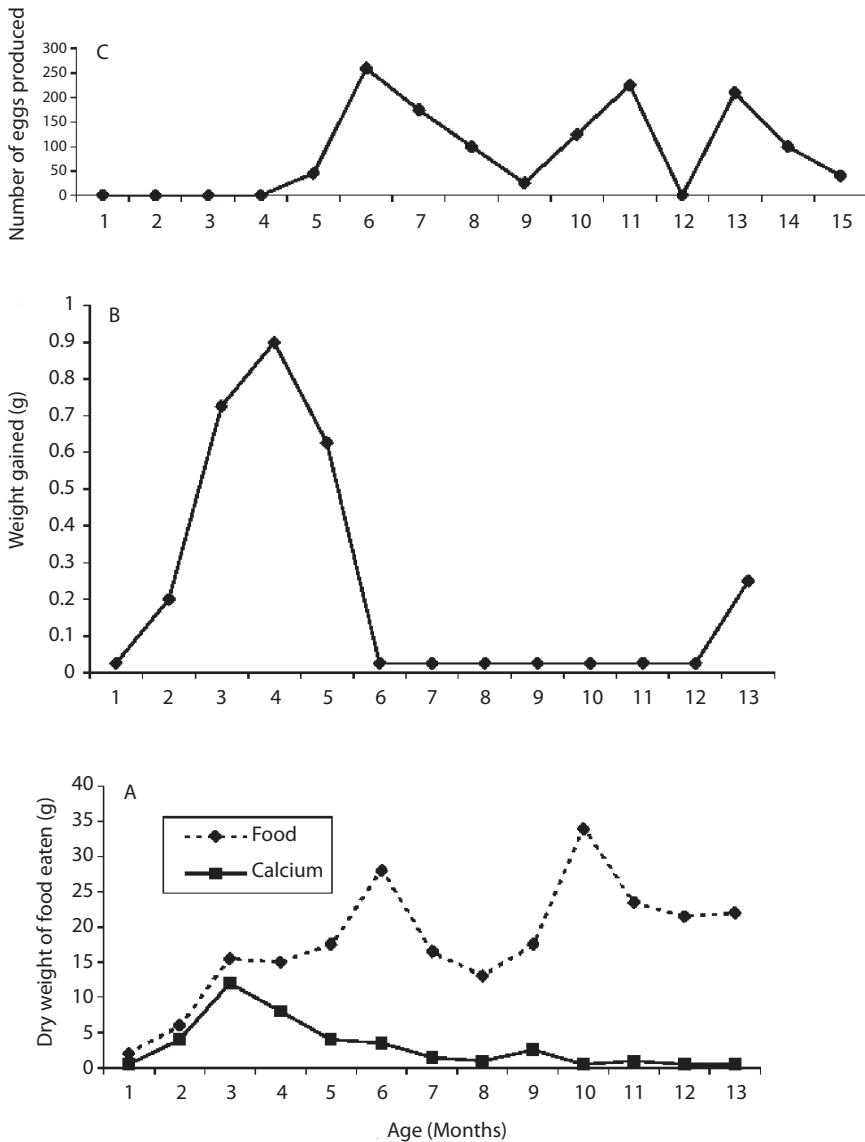 C
Number of eggs produced
300
250
200
150
100
50
0
1 2 3 4 5 6 7 8 9 10 11 12 13 14 15
B
Weight gained (g)
1
0.9
0.8
0.7
0.6
0.5
0.4
0.3
0.2
0.1
0
1 2 3 4 5 6 7 8 9 10 11 12 13
A
Dry weight of food eaten (g)
40
35
30
25
20
15
10
5
0
Food
Calcium
1 2 3 4 5 6 7 8 9 10 11 12 13
Age (Months)